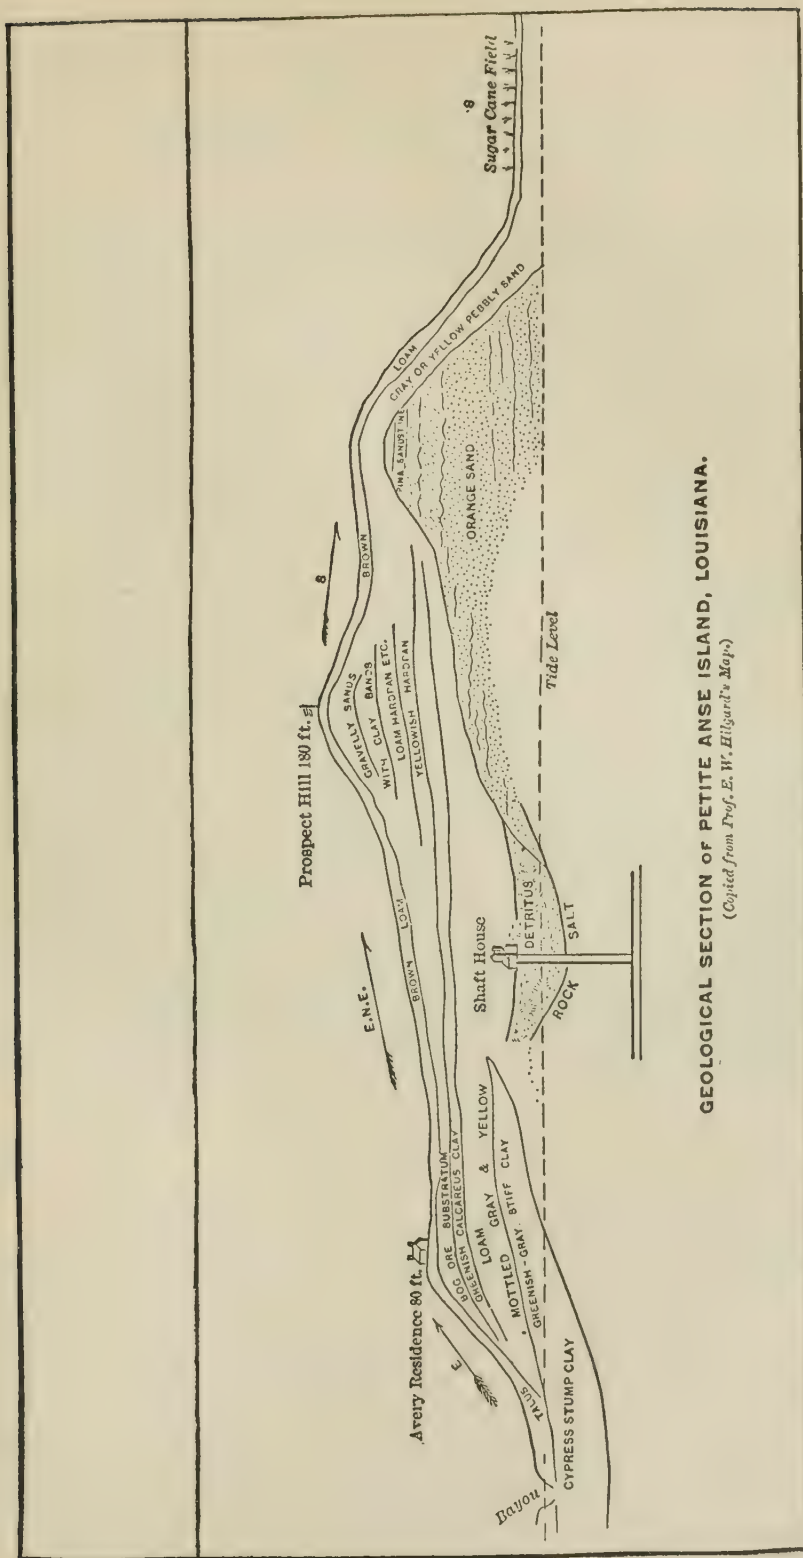 Prospect Hill 180 ft.
Avery Residence 80 ft.
E
E.N.E.
S
S.
Sugar Cane Field
Shaft House
Bayou
TALUS
BROWN LOAM
BROWN
LOAM
GRAVELLY SANDS
WITH CLAY BANDS
LOAM HARDPAN ETC.
YELLOWISH HARDPAN
GRAY OR YELLOW PEBBLY SAND
ORANGE SAND
BOG ORE SUBSTRATUM
GREENISH CALCAREUS CLAY
LOAM GRAY & YELLOW
MOTTLED
GREENISH-GRAY STIFF CLAY
CYPRESS STUMP CLAY
DETRITUS
ROCK SALT
Tide Level
GEOLOGICAL SECTION OF PETITE ANSE ISLAND, LOUISIANA.
(Copied from Prof. E. W. Hilgard's Map.)